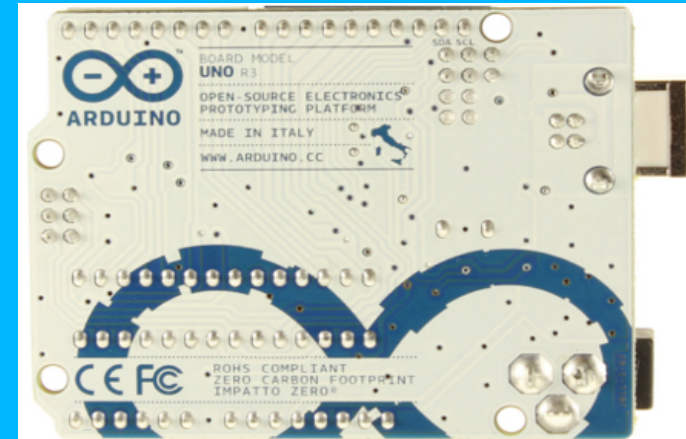 SDA SCL
BOARD MODEL
UNO R3
ARDUINO
TM
OPEN-SOURCE ELECTRONICS
PROTOTYPING PLATFORM
MADE IN ITALY
WWW.ARDUINO.CC
CE FC
ROHS COMPLIANT
ZERO CARBON FOOTPRINT
IMPATTO ZERO®